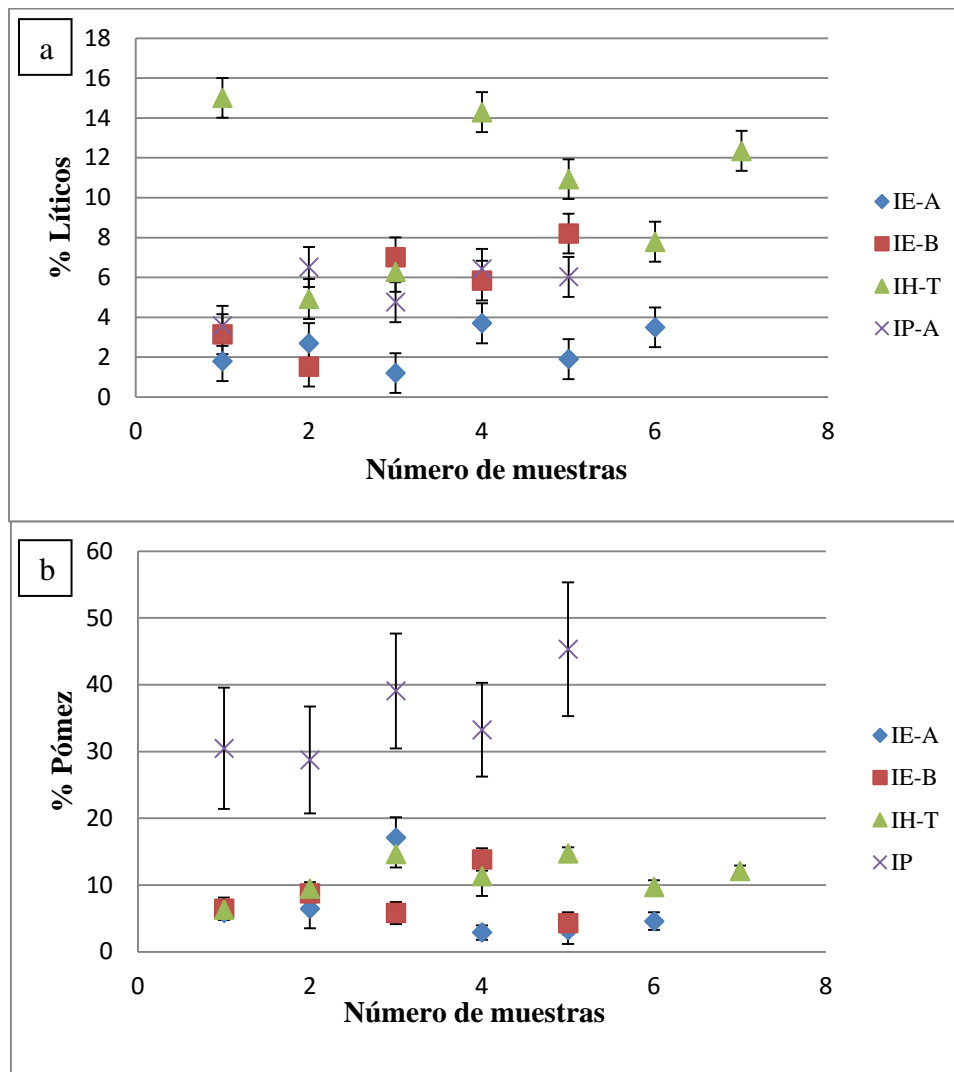 a
18
16
14
12
10
8
6
4
2
0
% Líticos
0 2 4 6 8
Número de muestras
IE-A
IE-B
IH-T
IP-A
b
60
50
40
30
20
10
0
% Pómez
0 2 4 6 8
Número de muestras
IE-A
IE-B
IH-T
IP